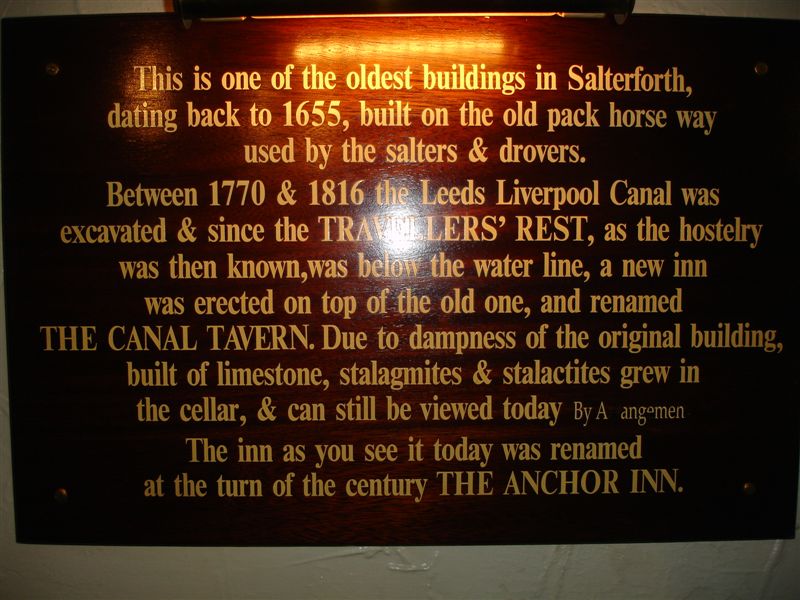 This is one of the oldest buildings in Salterforth,
dating back to 1655, built on the old pack horse way
used by the salters & drovers.
Between 1770 & 1816 the Leeds Liverpool Canal was
excavated & since the TRAVELLERS' REST, as the hostelry
was then known,was below the water line, a new inn
was erected on top of the old one, and renamed
THE CANAL TAVERN. Due to dampness of the original building,
built of limestone, stalagmites & stalactites grew in
the cellar, & can still be viewed today By
The inn as you see it today was renamed
at the turn of the century THE ANCHOR INN.